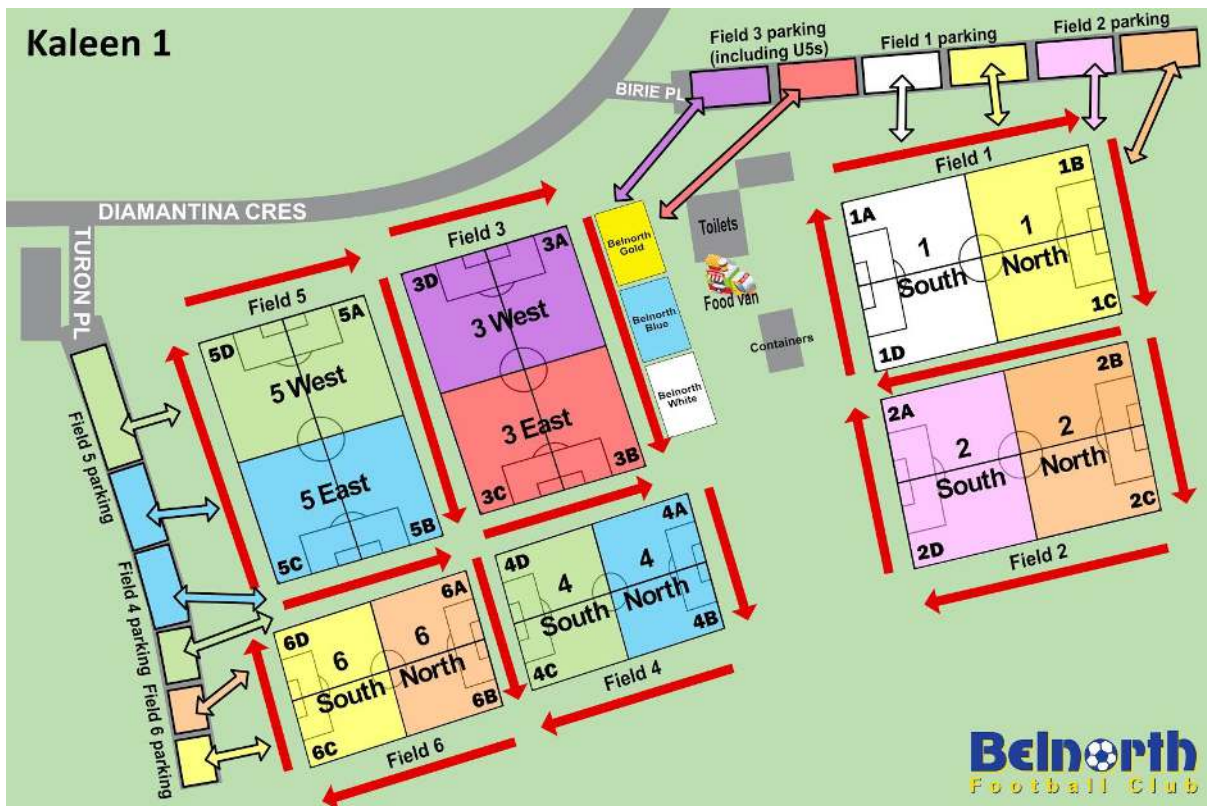 Kaleen 1
Field 3 parking
(including U5s)
Field 1 parking
Field 2 parking
BIRIE PL
DIAMANTINA CRES
TURON PL
Field 1
1A
1B
1
South
1
North
1C
1D
Toilets
Food van
Containers
Belnorth
Gold
Belnorth
Blue
Belnorth
White
Field 3
3D
3A
3 West
3 East
3C
3B
Field 5
5D
5A
5 West
5 East
5C
5B
2A
2B
2
South
2
North
2C
2D
Field 2
4D
4A
4
South
4
North
4B
4C
Field 4
6D
6A
6
South
6
North
6B
6C
Field 6
Field 5 parking
Field 4 parking
Field 6 parking
Belnorth
Football Club